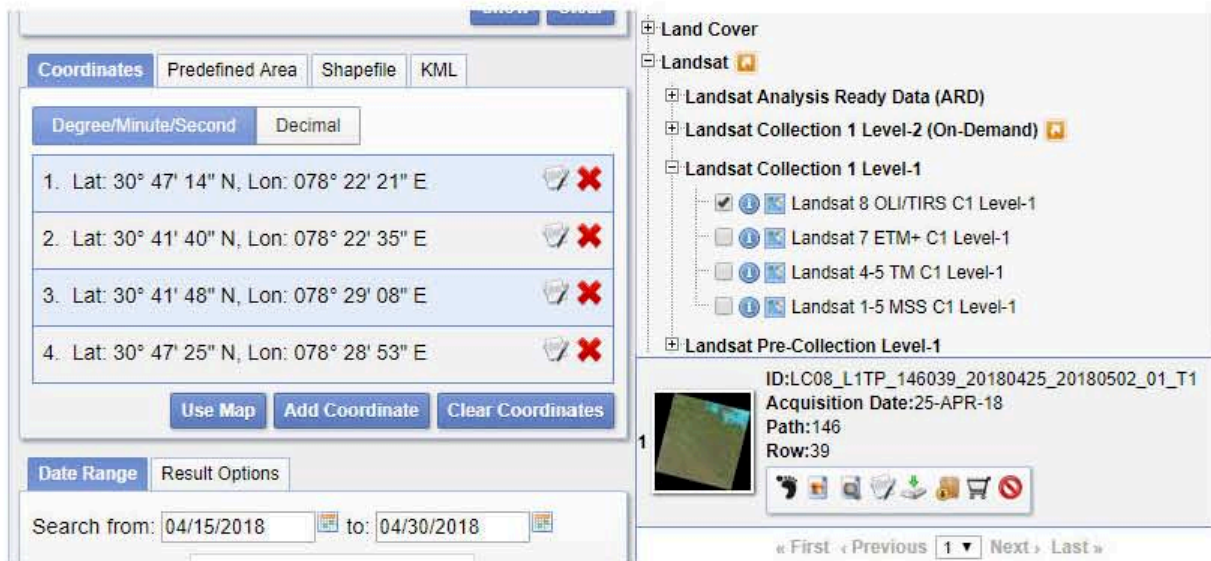 Show Clear
Coordinates Predefined Area Shapefile KML
Degree/Minute/Second Decimal
1. Lat: 30° 47' 14" N, Lon: 078° 22' 21" E
2. Lat: 30° 41' 40" N, Lon: 078° 22' 35" E
3. Lat: 30° 41' 48" N, Lon: 078° 29' 08" E
4. Lat: 30° 47' 25" N, Lon: 078° 28' 53" E
Use Map Add Coordinate Clear Coordinates
Date Range Result Options
Search from: 04/15/2018 to: 04/30/2018
Land Cover
Landsat
Landsat Analysis Ready Data (ARD)
Landsat Collection 1 Level-2 (On-Demand)
Landsat Collection 1 Level-1
Landsat 8 OLI/TIRS C1 Level-1
Landsat 7 ETM+ C1 Level-1
Landsat 4-5 TM C1 Level-1
Landsat 1-5 MSS C1 Level-1
Landsat Pre-Collection Level-1
1
ID:LC08_L1TP_146039_20180425_20180502_01_T1
Acquisition Date:25-APR-18
Path:146
Row:39
« First ‹ Previous 1 Next › Last »